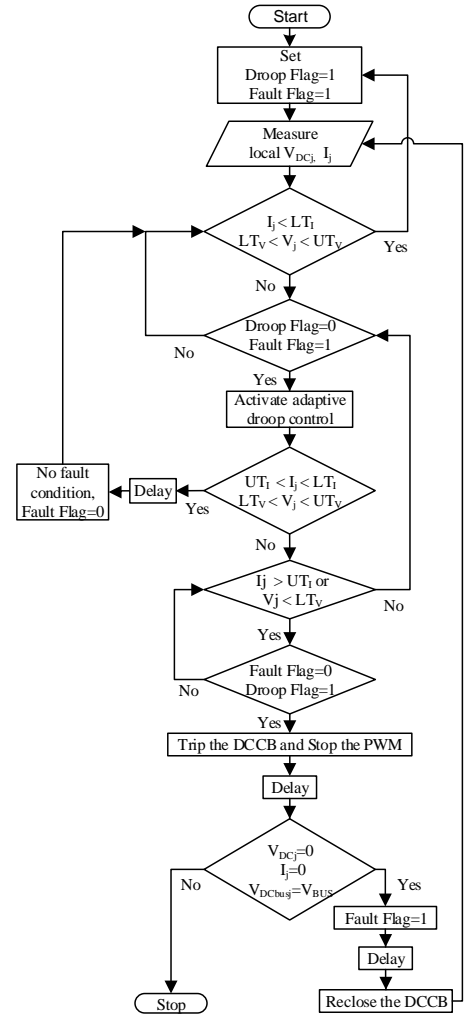 Start
Set
Droop Flag=1
Fault Flag=1
Measure
local V_DCj, I_j
I_j < LT_I
LT_V < V_j < UT_V
Yes
No
Droop Flag=0
Fault Flag=1
No
Yes
Activate adaptive
droop control
No fault
condition,
Fault Flag=0
Delay
Yes
UT_I < I_j < LT_I
LT_V < V_j < UT_V
No
Ij > UT_I or
Vj < LT_V
No
Yes
Fault Flag=0
Droop Flag=1
No
Yes
Trip the DCCB and Stop the PWM
Delay
V_DCj=0
I_j=0
V_DCbusj=V_BUS
No
Yes
Fault Flag=1
Delay
Reclose the DCCB
Stop